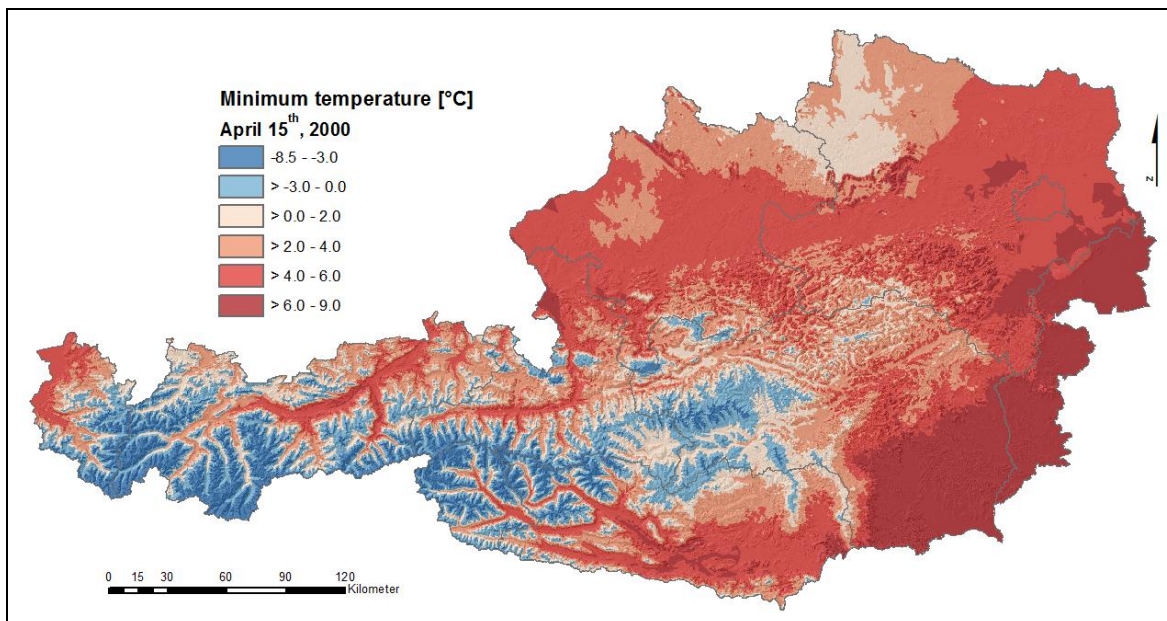 Minimum temperature [°C]
April 15th, 2000
-8.5 - -3.0
> -3.0 - 0.0
> 0.0 - 2.0
> 2.0 - 4.0
> 4.0 - 6.0
> 6.0 - 9.0
N
0 15 30 60 90 120
Kilometer